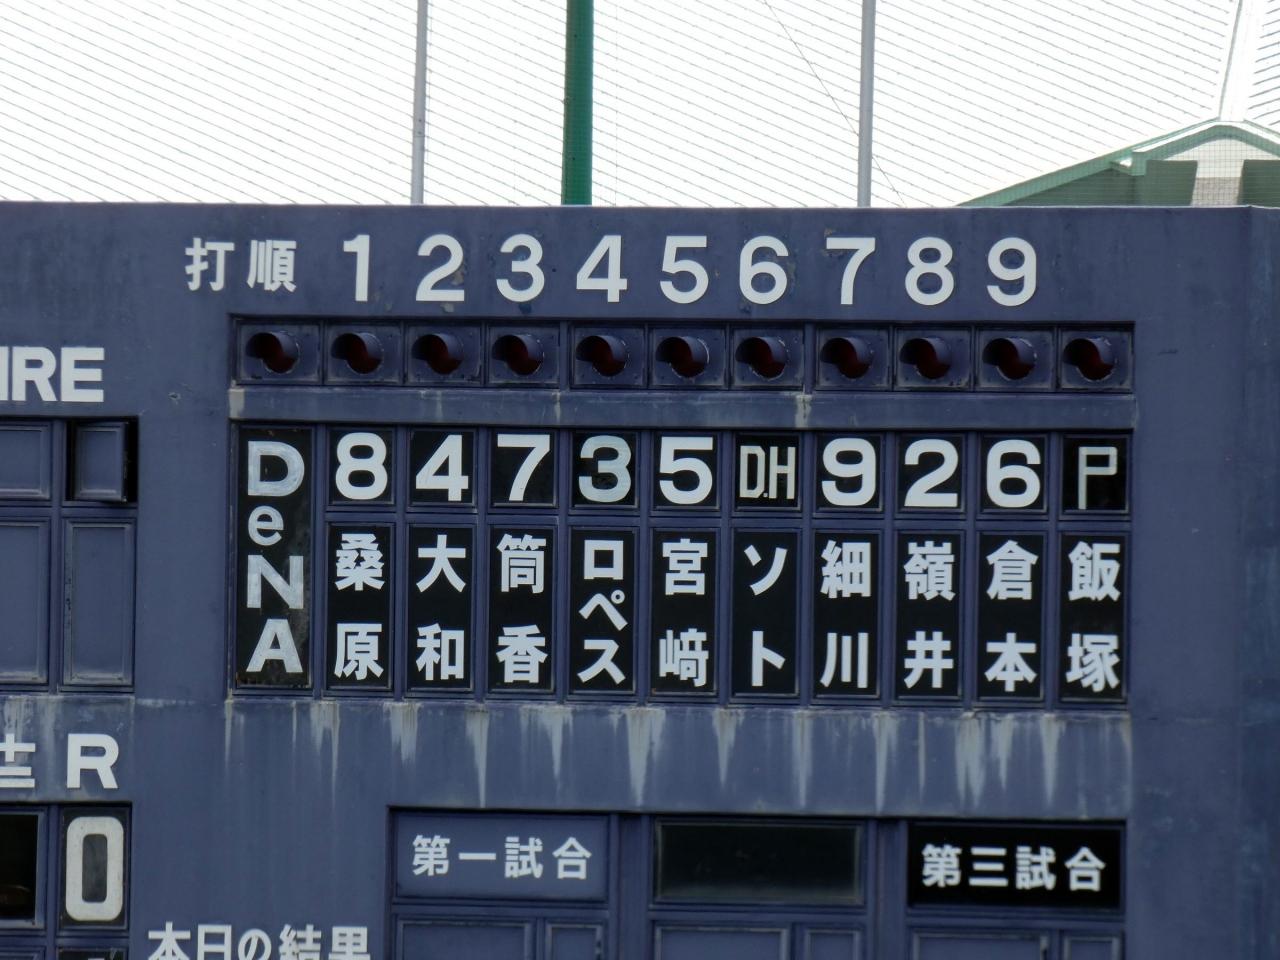 打順 1 2 3 4 5 6 7 8 9
IRE
DeNA
8 4 7 3 5 D.H 9 2 6 P
桑原
大和
筒香
ロペス
宮﨑
ソト
細川
嶺井
倉本
飯塚
R
0
第一試合
第三試合
本日の結果